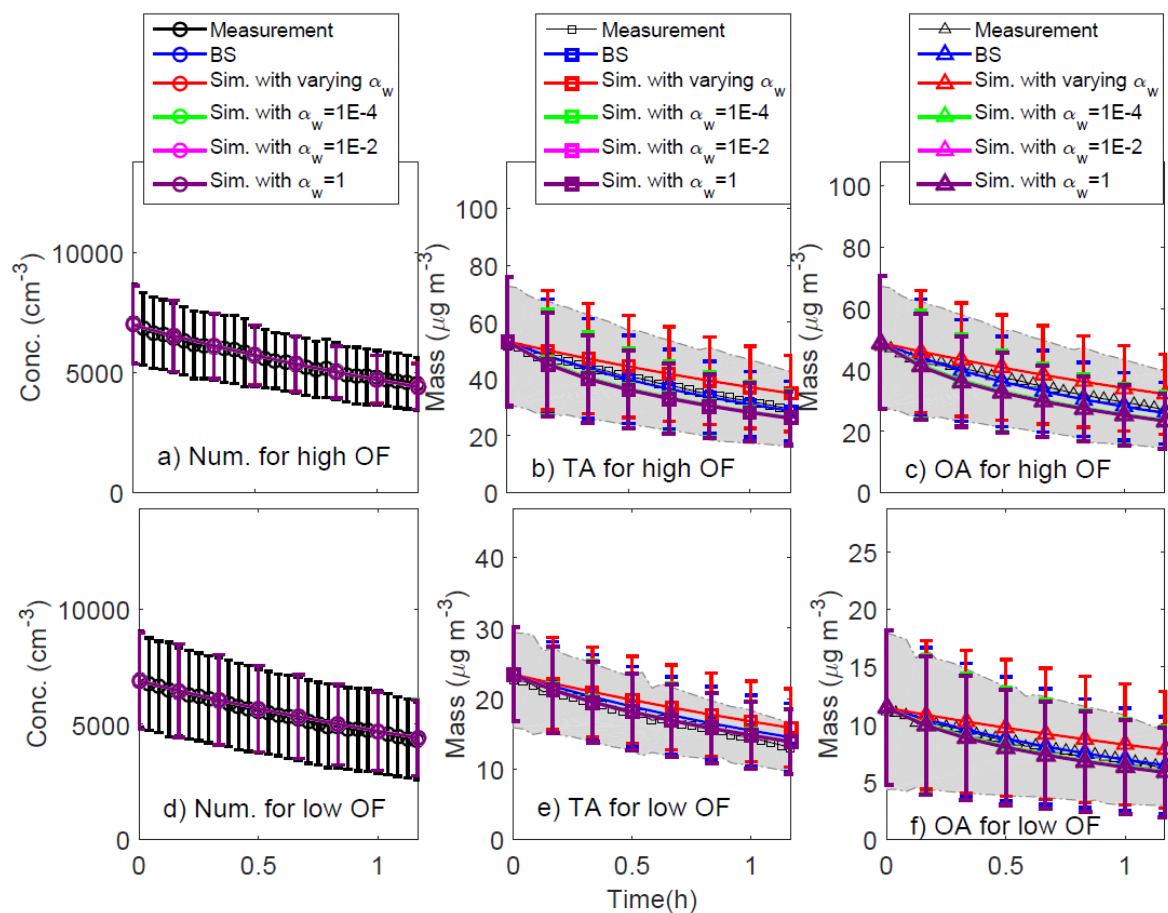 Measurement
BS
Sim. with varying α_w
Sim. with α_w=1E-4
Sim. with α_w=1E-2
Sim. with α_w=1
Measurement
BS
Sim. with varying α_w
Sim. with α_w=1E-4
Sim. with α_w=1E-2
Sim. with α_w=1
Measurement
BS
Sim. with varying α_w
Sim. with α_w=1E-4
Sim. with α_w=1E-2
Sim. with α_w=1
Conc. (cm⁻³)
10000
5000
0
a) Num. for high OF
Mass (μg m⁻³)
100
80
60
40
20
0
b) TA for high OF
Mass (μg m⁻³)
100
80
60
40
20
0
c) OA for high OF
Conc. (cm⁻³)
10000
5000
0
d) Num. for low OF
0 0.5 1
Mass (μg m⁻³)
40
30
20
10
0
e) TA for low OF
0 0.5 1
Mass (μg m⁻³)
25
20
15
10
5
0
f) OA for low OF
0 0.5 1
Time(h)